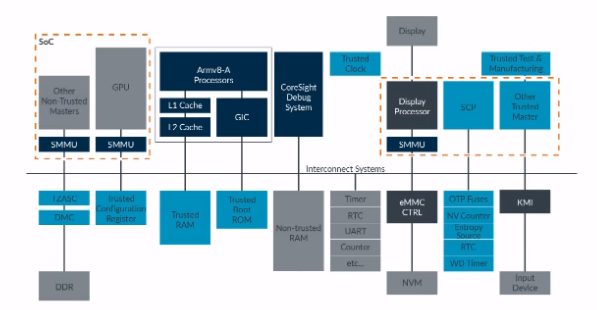 SoC
Other
Non-Trusted
Masters
SMMU
GPU
SMMU
Armv8-A
Processors
L1 Cache
L2 Cache
GIC
CoreSight
Debug
System
Trusted
Clock
Display
Display
Processor
SMMU
SCP
Trusted Test &
Manufacturing
Other
Trusted
Master
Interconnect Systems
TZASC
DMC
DDR
Trusted
Configuration
Register
Trusted
RAM
Trusted
Boot
ROM
Non-trusted
RAM
Timer
RTC
UART
Counter
etc...
eMMC
CTRL
NVM
OTP Fuses
NV Counter
Entropy
Source
RTC
WD Timer
KMI
Input
Device